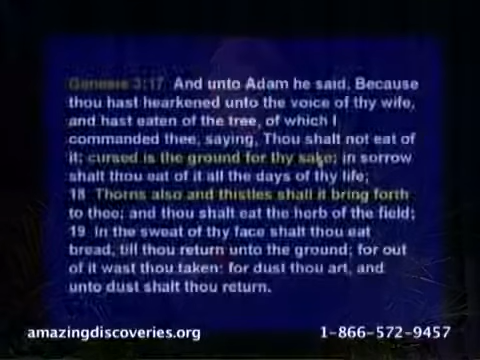 Genesis 3:17 And unto Adam he said, Because
thou hast hearkened unto the voice of thy wife,
and hast eaten of the tree, of which I
commanded thee, saying, Thou shalt not eat of
it: cursed is the ground for thy sake; in sorrow
shalt thou eat of it all the days of thy life;
18 Thorns also and thistles shall it bring forth
to thee; and thou shalt eat the herb of the field;
19 In the sweat of thy face shalt thou eat
bread, till thou return unto the ground; for out
of it wast thou taken: for dust thou art, and
unto dust shalt thou return.
amazingdiscoveries.org 1-866-572-9457